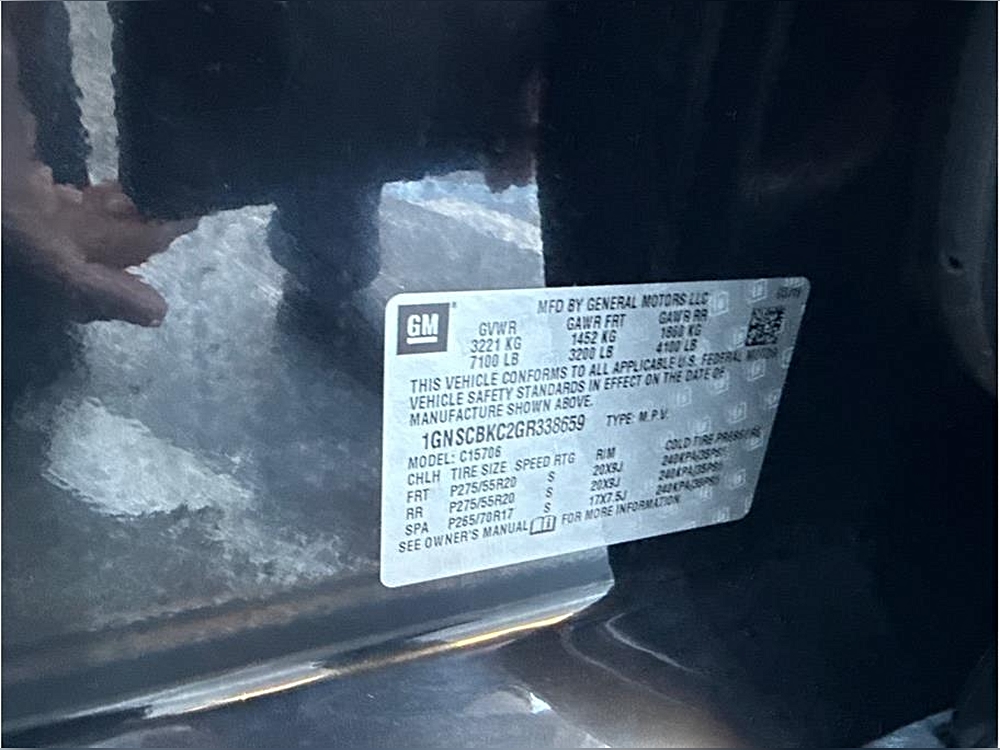 GM
MFD BY GENERAL MOTORS LLC
GVWR GAWR FRT GAWR RR
3221 KG 1452 KG 1860 KG
7100 LB 3200 LB 4100 LB
THIS VEHICLE CONFORMS TO ALL APPLICABLE U.S. FEDERAL MOTOR
VEHICLE SAFETY STANDARDS IN EFFECT ON THE DATE OF
MANUFACTURE SHOWN ABOVE.
1GNSCBKC2GR338659 TYPE: M.P.V.
MODEL: C15706
CHLH TIRE SIZE SPEED RTG RIM COLD TIRE PRESSURE
FRT P275/55R20 S 20X9J 240KPA(35PSI)
RR P275/55R20 S 20X9J 240KPA(35PSI)
SPA P265/70R17 S 17X7.5J 240KPA(35PSI)
SEE OWNER'S MANUAL FOR MORE INFORMATION